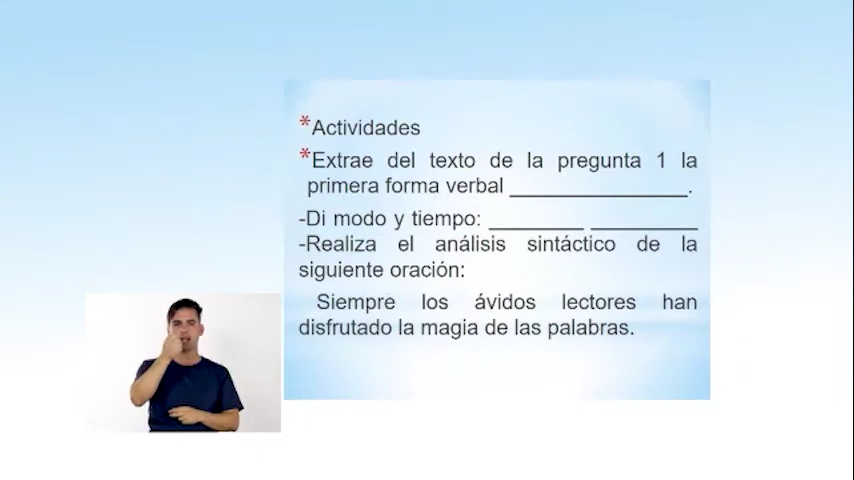 *Actividades
*Extrae del texto de la pregunta 1 la
primera forma verbal ________________.
-Di modo y tiempo: _________ __________
-Realiza el análisis sintáctico de la
siguiente oración:
Siempre los ávidos lectores han
disfrutado la magia de las palabras.